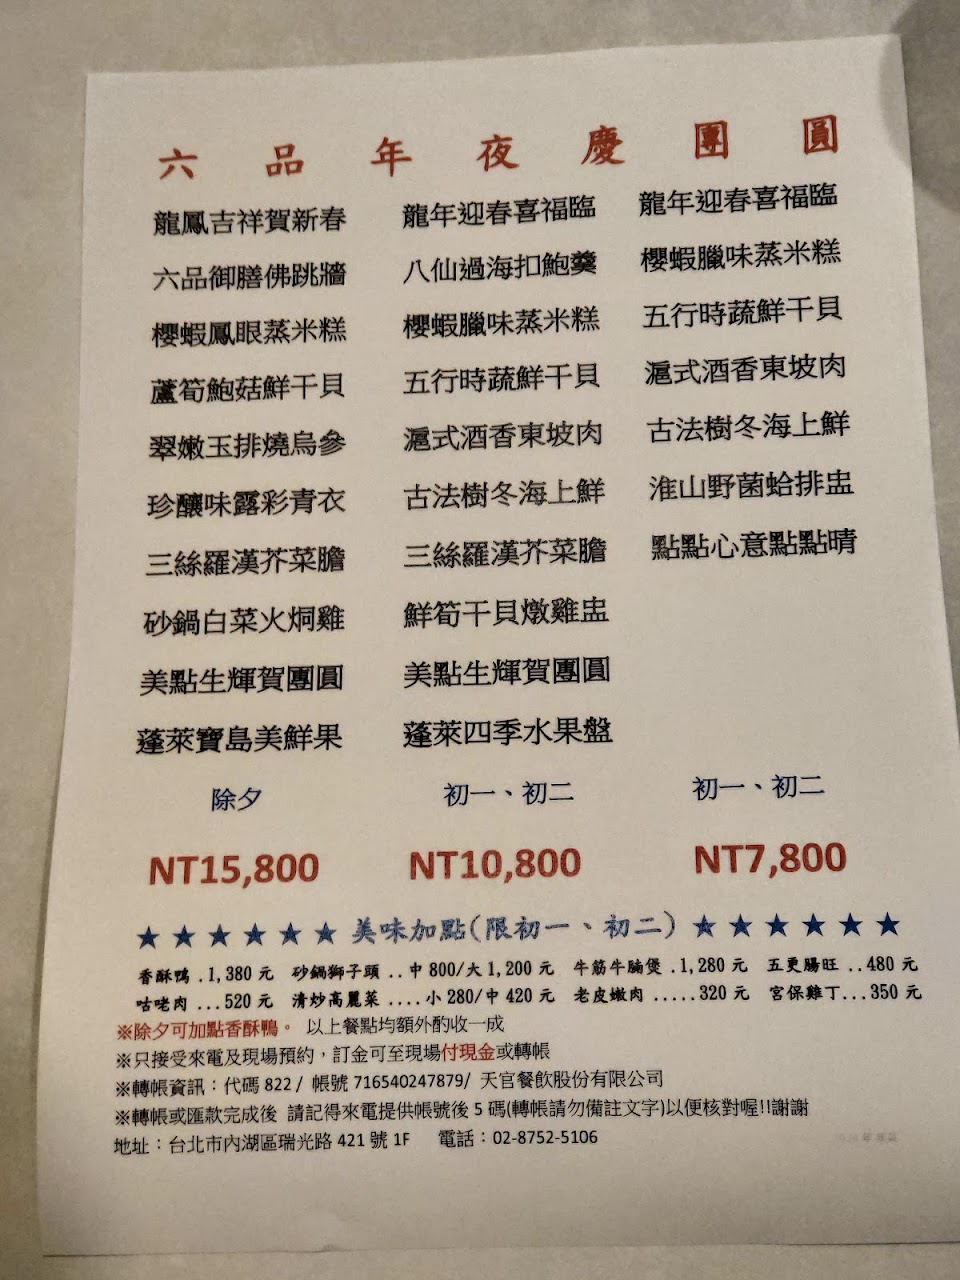 六品年夜慶團圓
龍鳳吉祥賀新春 龍年迎春喜福臨 龍年迎春喜福臨
六品御膳佛跳牆 八仙過海扣鮑羹 櫻蝦臘味蒸米糕
櫻蝦鳳眼蒸米糕 櫻蝦臘味蒸米糕 五行時蔬鮮干貝
蘆筍鮑菇鮮干貝 五行時蔬鮮干貝 滬式酒香東坡肉
翠嫩玉排燒烏參 滬式酒香東坡肉 古法樹冬海上鮮
珍釀味露彩青衣 古法樹冬海上鮮 淮山野菌蛤排盅
三絲羅漢芥菜膽 三絲羅漢芥菜膽 點點心意點點晴
砂鍋白菜火炯雞 鮮筍干貝燉雞盅
美點生輝賀團圓 美點生輝賀團圓
蓬萊寶島美鮮果 蓬萊四季水果盤
除夕 初一、初二 初一、初二
NT15,800 NT10,800 NT7,800
★★★★★★美味加點(限初一、初二)★★★★★★
香酥鴨.1,380元 砂鍋獅子頭..中800/大1,200元 牛筋牛腩煲.1,280元 五更腸旺..480元
咕咾肉...520元 清炒高麗菜....小280/中420元 老皮嫩肉.....320元 宮保雞丁...350元
※除夕可加點香酥鴨。 以上餐點均額外酌收一成
※只接受來電及現場預約，訂金可至現場付現金或轉帳
※轉帳資訊：代碼822/ 帳號716540247879/ 天官餐飲股份有限公司
※轉帳或匯款完成後 請記得來電提供帳號後5碼(轉帳請勿備註文字)以便核對喔!!謝謝
地址：台北市內湖區瑞光路421號1F 電話：02-8752-5106